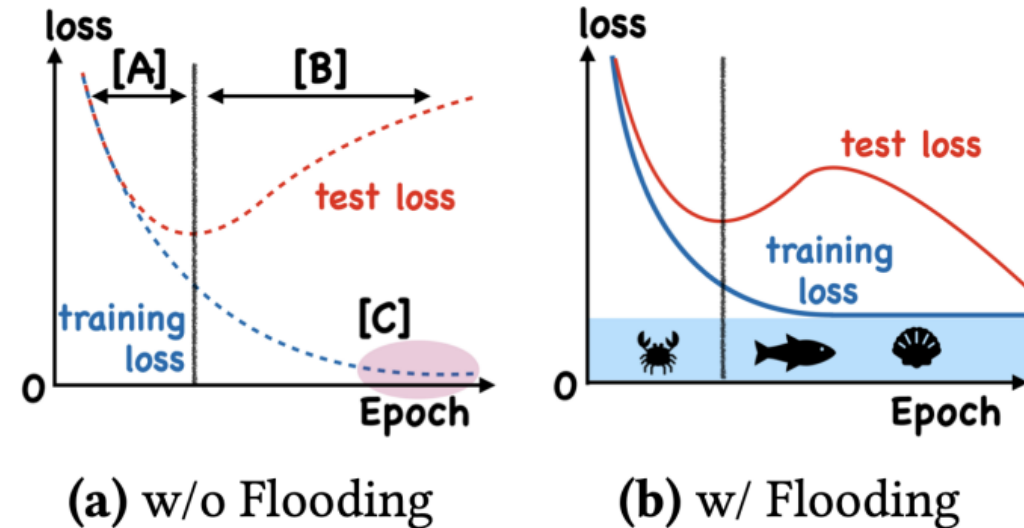 loss
[A]
[B]
test loss
training
loss
[C]
0
Epoch
(a) w/o Flooding
loss
test loss
training
loss
0
Epoch
(b) w/ Flooding